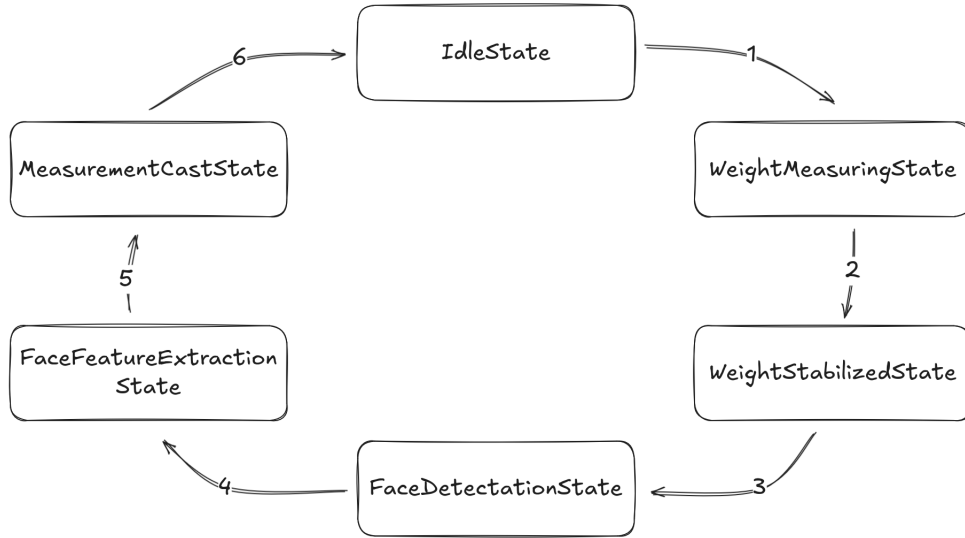 IdleState
6
1
MeasurementCastState
WeightMeasuringState
5
2
FaceFeatureExtraction
State
WeightStabilizedState
4
3
FaceDetectationState